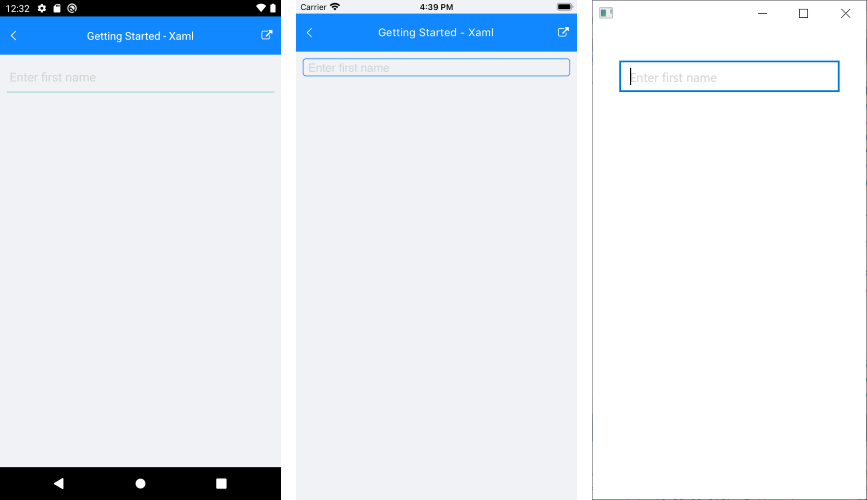 12:32
Getting Started - Xaml
Enter first name
Carrier 4:39 PM
Getting Started - Xaml
Enter first name
Enter first name